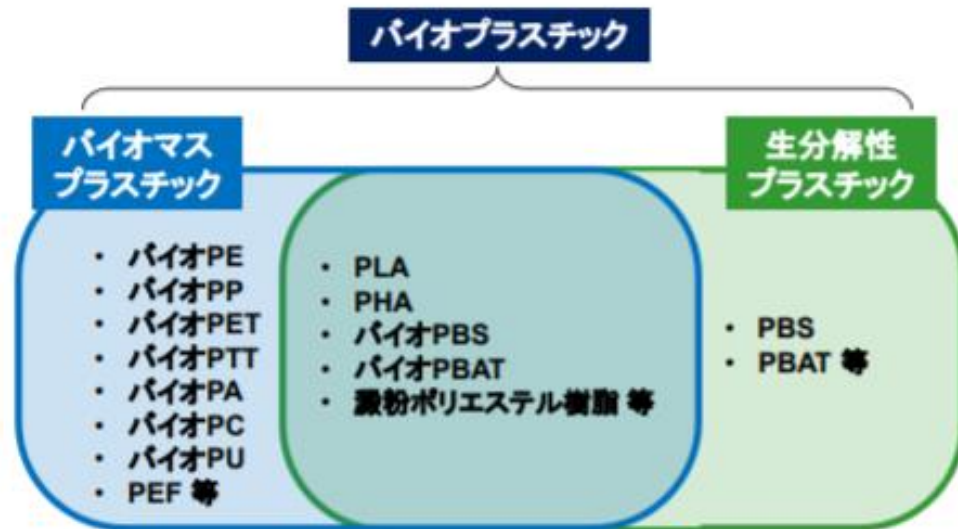 バイオプラスチック
バイオマス
プラスチック
生分解性
プラスチック
・ バイオPE
・ バイオPP
・ バイオPET
・ バイオPTT
・ バイオPA
・ バイオPC
・ バイオPU
・ PEF 等
・ PLA
・ PHA
・ バイオPBS
・ バイオPBAT
・ 澱粉ポリエステル樹脂 等
・ PBS
・ PBAT 等